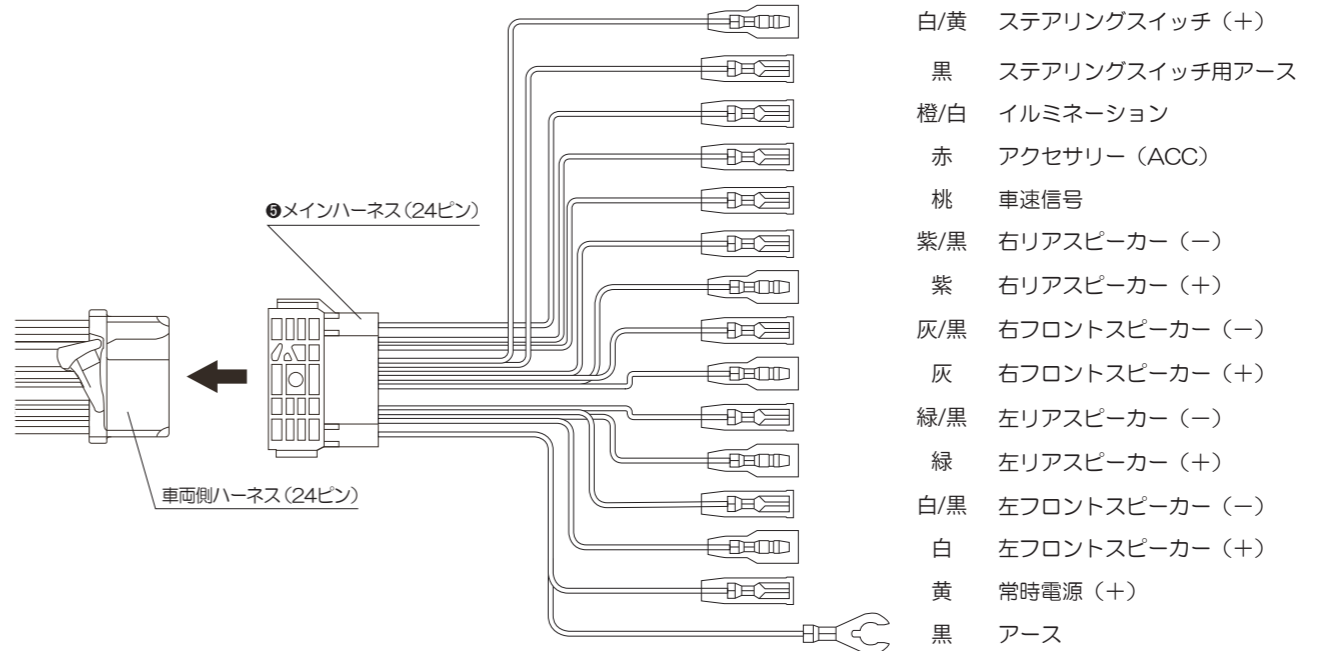 白/黄 ステアリングスイッチ（＋）
黒 ステアリングスイッチ用アース
橙/白 イルミネーション
赤 アクセサリー（ACC）
桃 車速信号
❺メインハーネス（24ピン）
紫/黒 右リアスピーカー（－）
紫 右リアスピーカー（＋）
灰/黒 右フロントスピーカー（－）
灰 右フロントスピーカー（＋）
緑/黒 左リアスピーカー（－）
緑 左リアスピーカー（＋）
車両側ハーネス（24ピン）
白/黒 左フロントスピーカー（－）
白 左フロントスピーカー（＋）
黄 常時電源（＋）
黒 アース